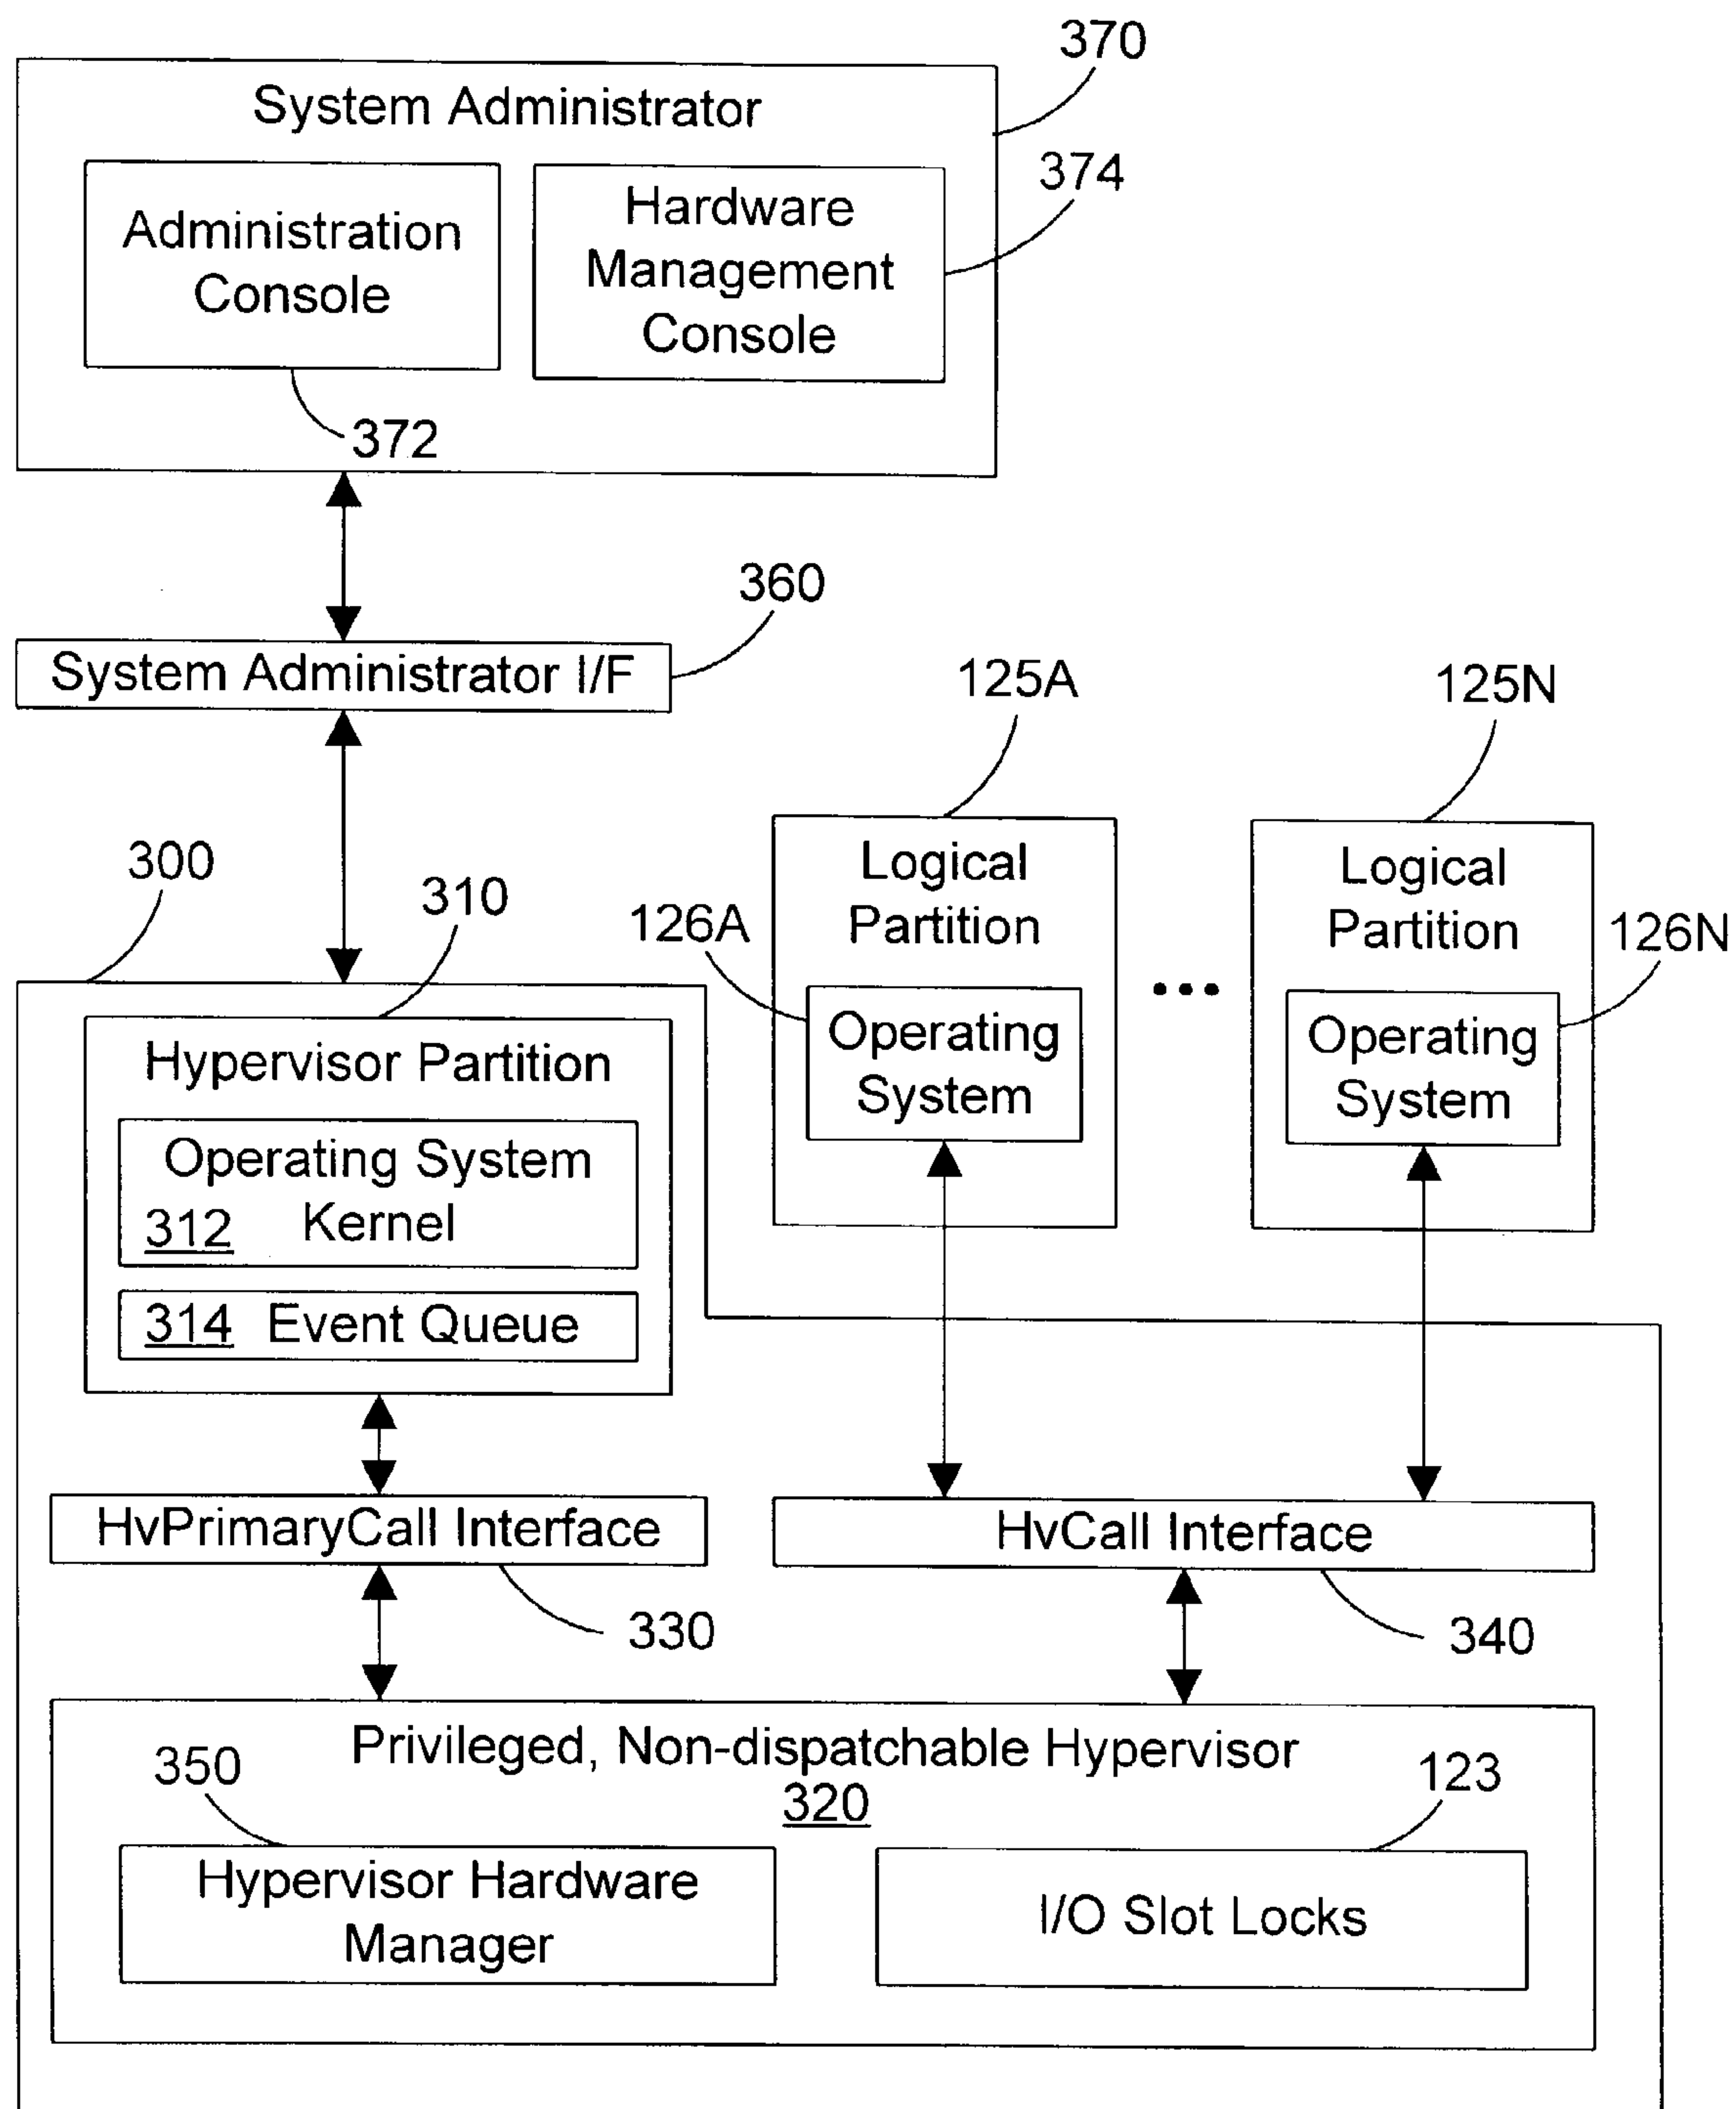 370
System Administrator
374
Administration
Console
Hardware
Management
Console
372
360
System Administrator I/F
125A
125N
300
310
Logical
Partition
Logical
Partition
126A
126N
Operating
System
...
Operating
System
Hypervisor Partition
Operating System
312 Kernel
314 Event Queue
HvPrimaryCall Interface
HvCall Interface
330
340
Privileged, Non-dispatchable Hypervisor
320
350
123
Hypervisor Hardware
Manager
I/O Slot Locks